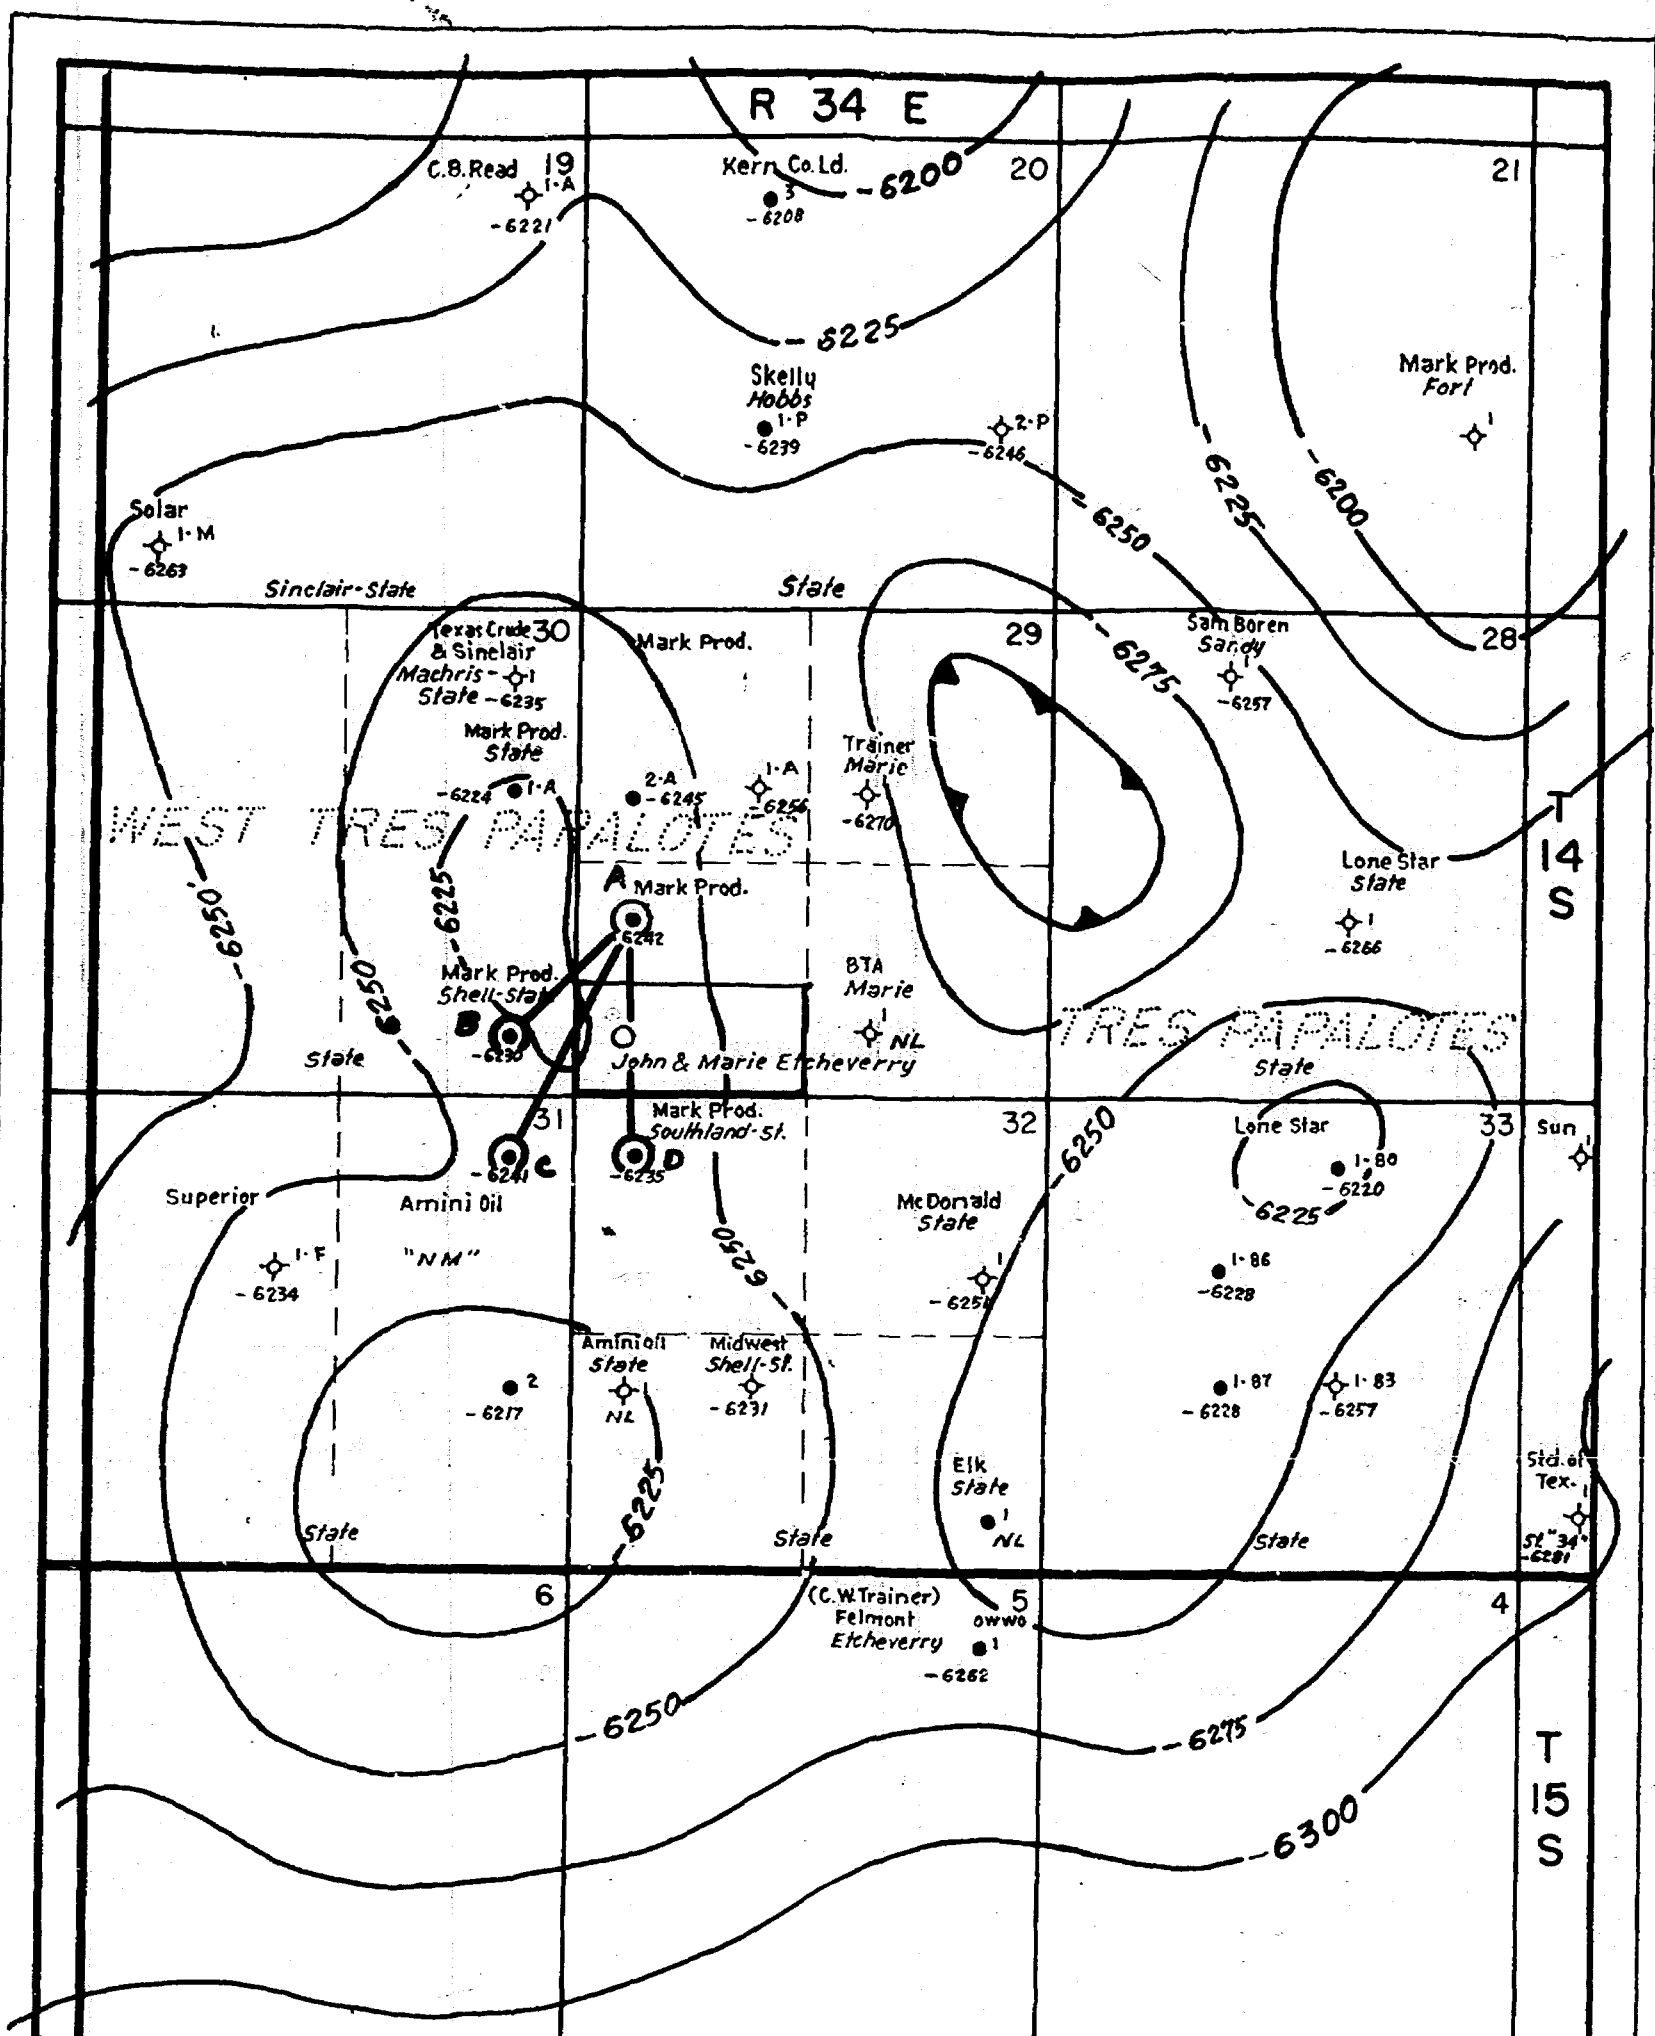 R 34 E
19
20
21
C.B. Read
1-A
-6221
Kern Co. Ld.
3
-6208
-6200
-6225
Skelly
Hobbs
1-P
-6239
2-P
-6246
Mark Prod.
Fort
1
-6225
-6200
-6250
Solar
1-M
-6263
Sinclair-State
State
Texas Crude
& Sinclair
Machris-
State -6235
1
30
Mark Prod.
29
-6275
Sam Boren
Sandy
1
-6257
28
Mark Prod.
State
-6224
1-A
2-A
-6245
1-A
-6256
Trainer
Marie
-6270
T
14
S
WEST TRES PAPALOTES
Lone Star
State
1
-6266
-6250'
-6225'
A
Mark Prod.
6242
-6250
Mark Prod.
Shell-State
B
-6230
BTA
Marie
1
NL
TRES PAPALOTES
State
State
John & Marie Etcheverry
31
Mark Prod.
Southland-St.
32
-6250
Lone Star
33
Sun
1
C
-6241
D
-6235
1-80
-6220
-6225
Superior
Amini Oil
McDonald
State
1
-6251
1-F
-6234
"NM"
6250
1-86
-6228
Amini Oil
State
1
NL
Midwest
Shell-St.
-6231
2
-6217
1-87
-6228
1-83
-6257
-6225
Elk
State
1
NL
Std. of
Tex.
1
St. "34"
-6281
State
State
State
6
(C.W. Trainer)
Felmont
Etcheverry
5
OWWO
1
-6262
4
-6250
-6275
T
15
S
-6300